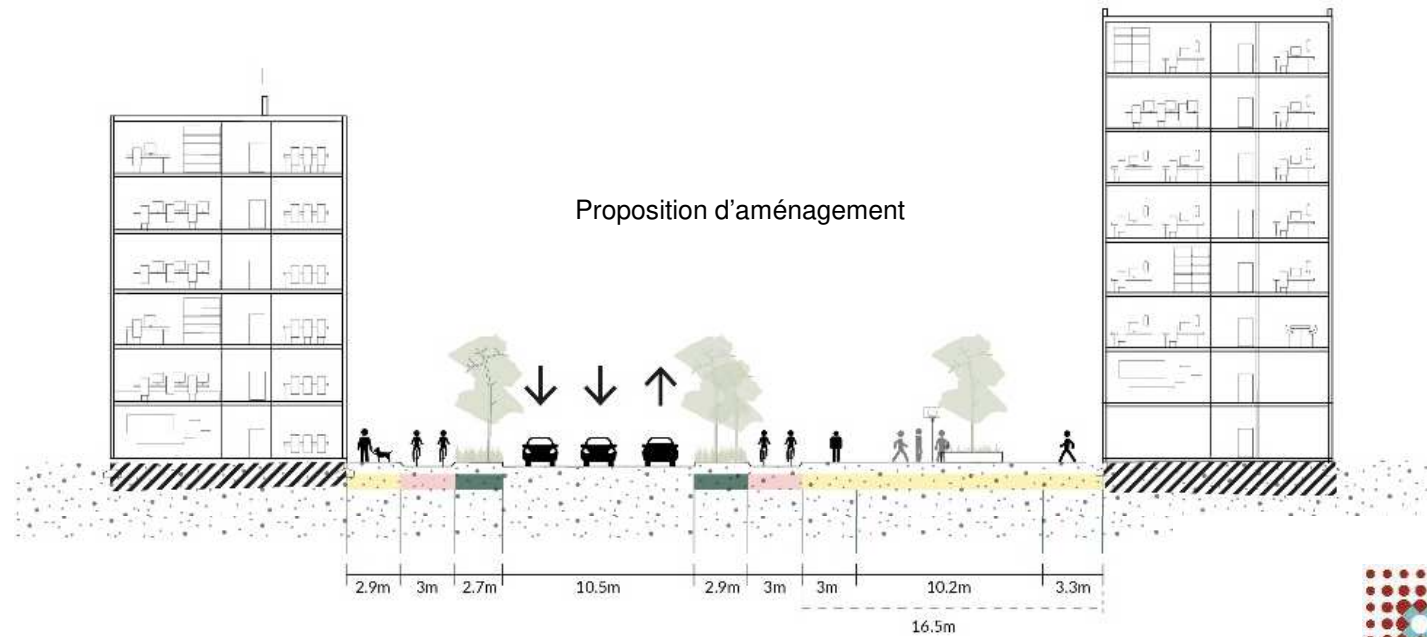 Proposition d’aménagement
2.9m 3m 2.7m 10.5m 2.9m 3m 3m 10.2m 3.3m
16.5m